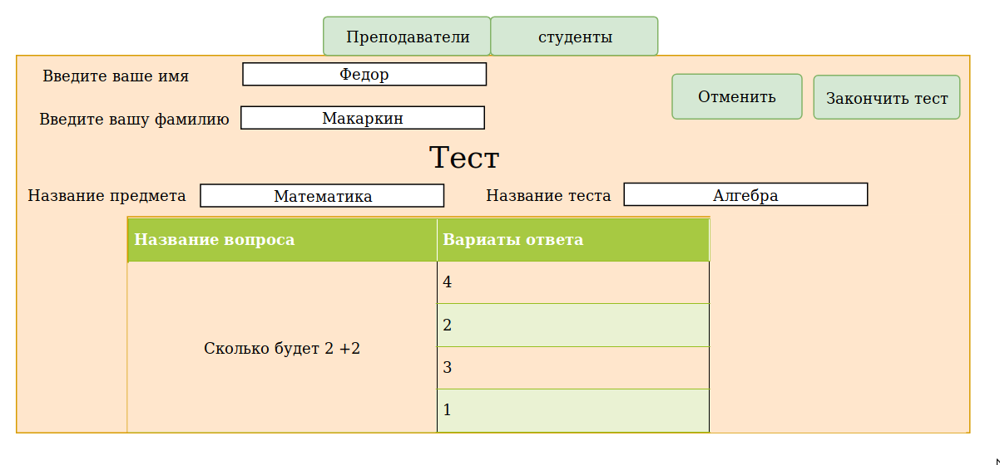 Преподаватели студенты
Введите ваше имя Федор
Отменить Закончить тест
Введите вашу фамилию Макаркин
Тест
Название предмета Математика Название теста Алгебра
Название вопроса Вариаты ответа
4
2
Сколько будет 2 +2
3
1